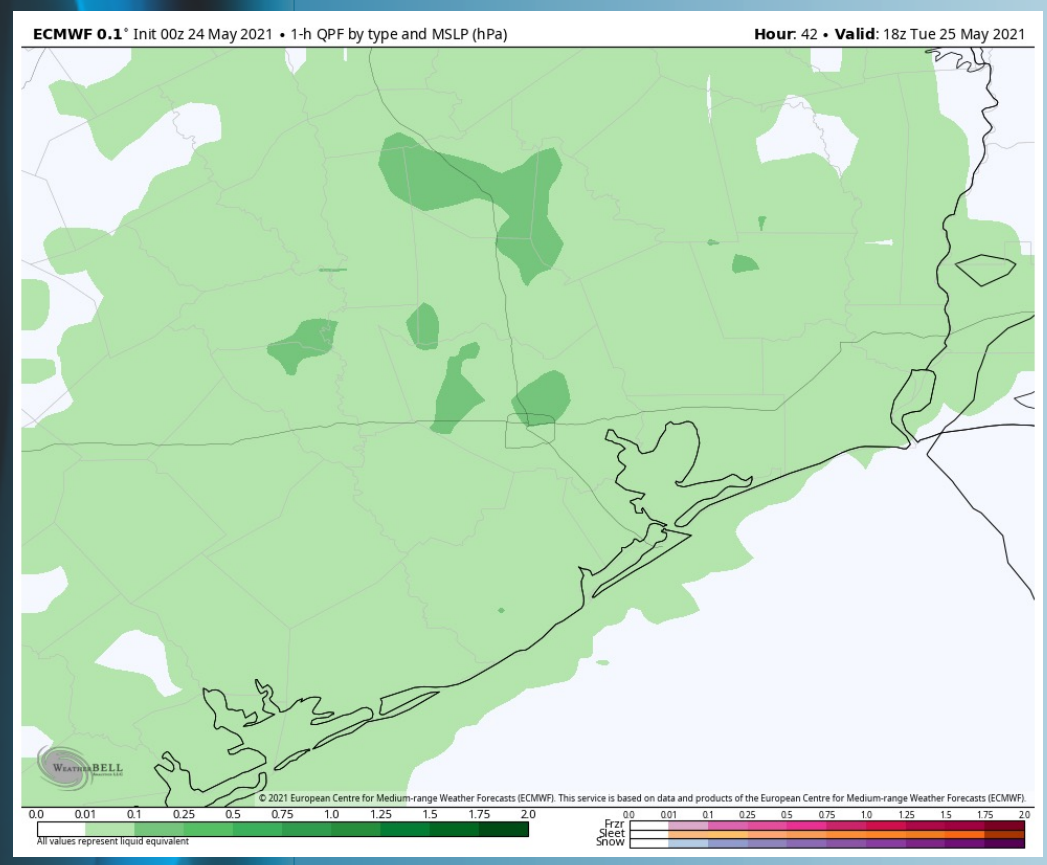 ECMWF 0.1° Init 00z 24 May 2021 • 1-h QPF by type and MSLP (hPa)
Hour: 42 • Valid: 18z Tue 25 May 2021
WEATHERBELL
© 2021 European Centre for Medium-range Weather Forecasts (ECMWF). This service is based on data and products of the European Centre for Medium-range Weather Forecasts (ECMWF).
0.0 0.01 0.1 0.25 0.5 0.75 1.0 1.25 1.5 1.75 2.0
All values represent liquid equivalent
0.0 0.01 0.1 0.25 0.5 0.75 1.0 1.25 1.5 1.75 2.0
Frzr
Sleet
Snow